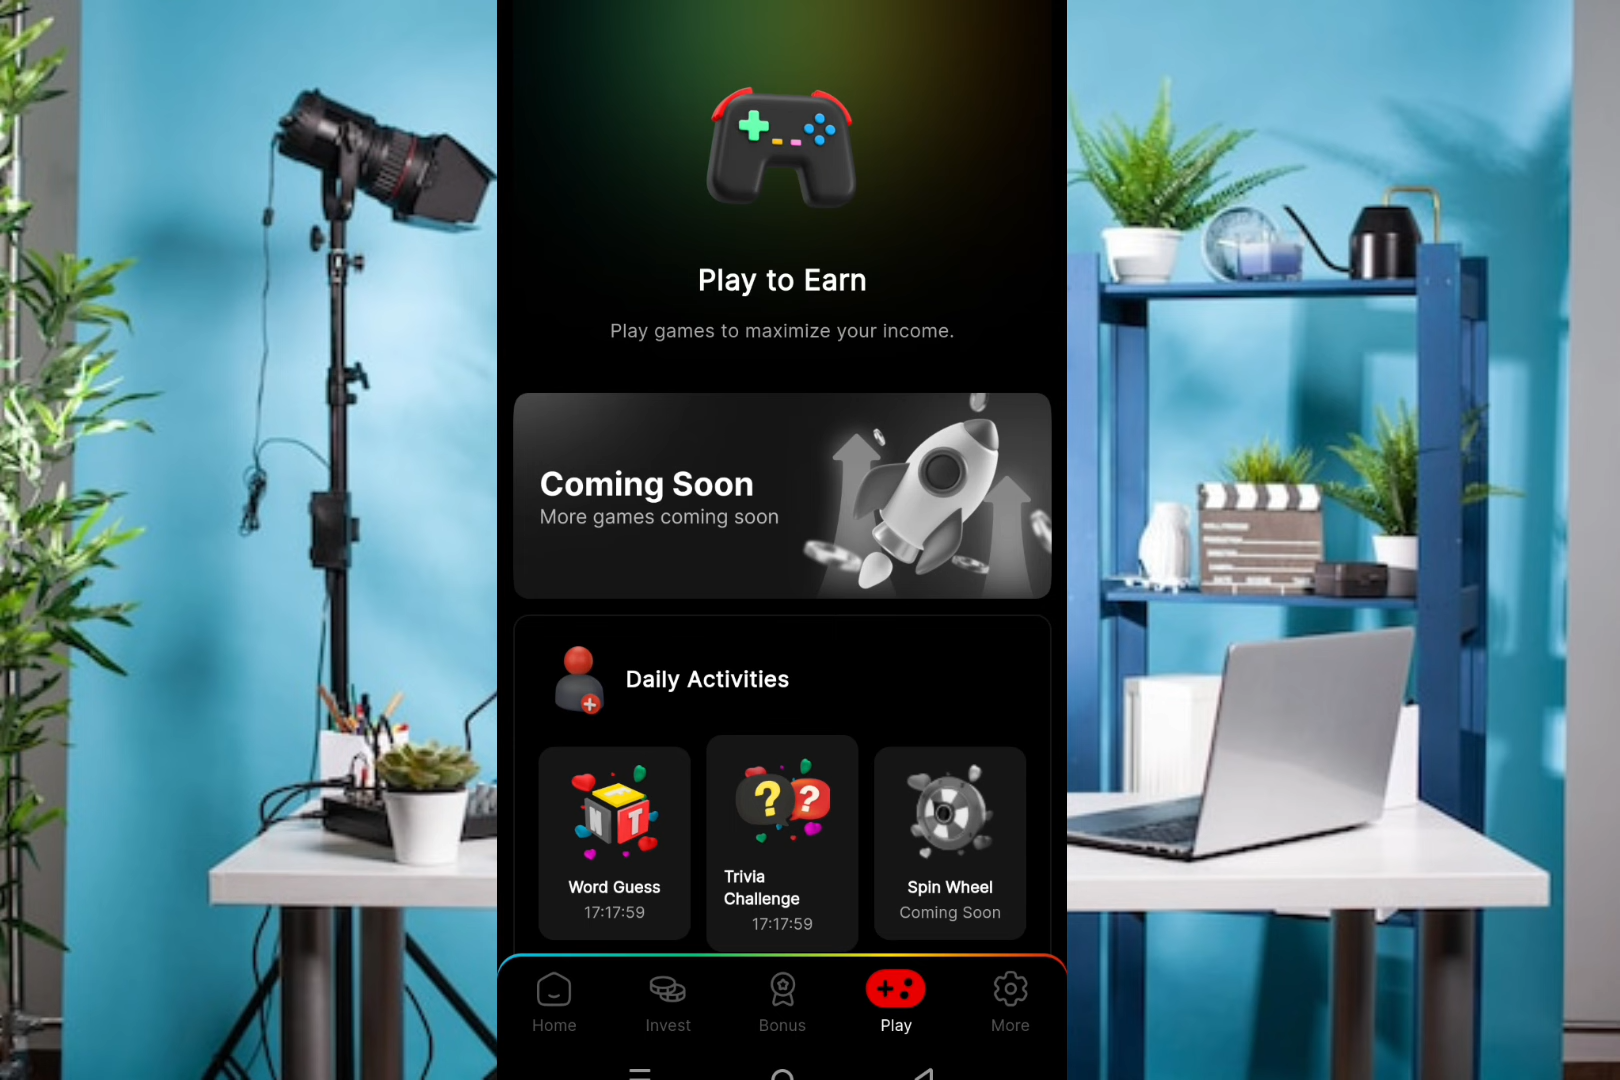 Play to Earn
Play games to maximize your income.
Coming Soon
More games coming soon
Daily Activities
N T
? ?
Word Guess
17:17:59
Trivia
Challenge
17:17:59
Spin Wheel
Coming Soon
Home
Invest
Bonus
Play
More